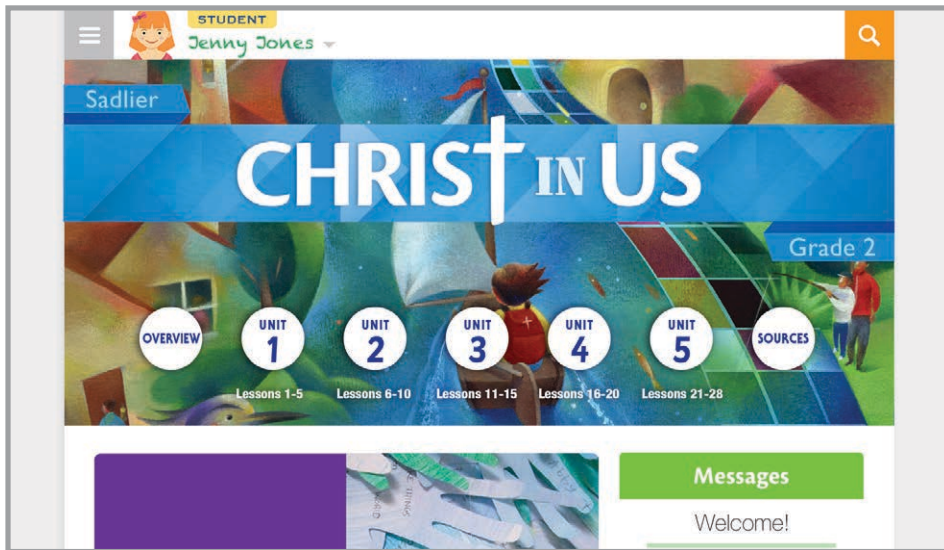 STUDENT
Jenny Jones
Sadlier
CHRIST IN US
Grade 2
OVERVIEW
UNIT
1
UNIT
2
UNIT
3
UNIT
4
UNIT
5
SOURCES
Lessons 1-5
Lessons 6-10
Lessons 11-15
Lessons 16-20
Lessons 21-28
Messages
THINGS
Welcome!